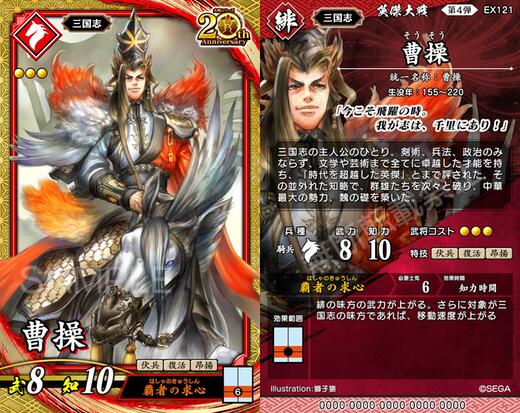 三国志
20th
Anniversary
SAMPLE
曹操
伏兵 復活 昂揚
はしゃのきゅうしん
武8 知10 覇者の求心
6
緋
三国志
英傑大戦 第4弾 EX121
そう そう
曹操
統一名称：曹操
生没年：155～220
「今こそ飛躍の時。
我が志は、千里にあり！」
三国志の主人公のひとり。剣術、兵法、政治のみ
ならず、文学や芸術まで全てに卓越した才能を持
ち、「時代を超越した英傑」とまで評された。そ
の並外れた知略で、群雄たちを次々と破り、中華
最大の勢力、魏の礎を築いた。
兵種 武力 知力 武将コスト
騎兵 8 10 特技 伏兵 復活 昂揚
はしゃのきゅうしん
覇者の求心 必要士気 6 効果時間 知力時間
効果範囲
緋の味方の武力が上がる。さらに対象が三
国志の味方であれば、移動速度が上がる
Illustration:獅子猿 ©SEGA
0000-0000-0000-0000-0000